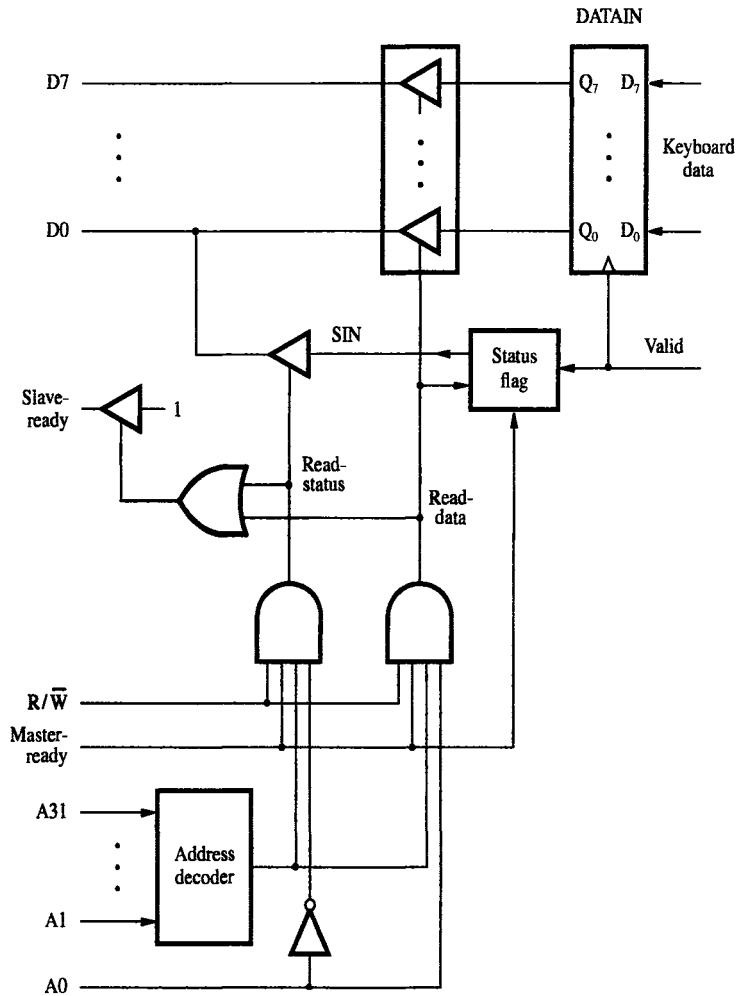 DATAIN
D7
Q₇ D₇
Keyboard
data
D0
Q₀ D₀
SIN
Status
flag
Valid
Slave-
ready
1
Read-
status
Read-
data
R/W̅
Master-
ready
A31
Address
decoder
A1
A0